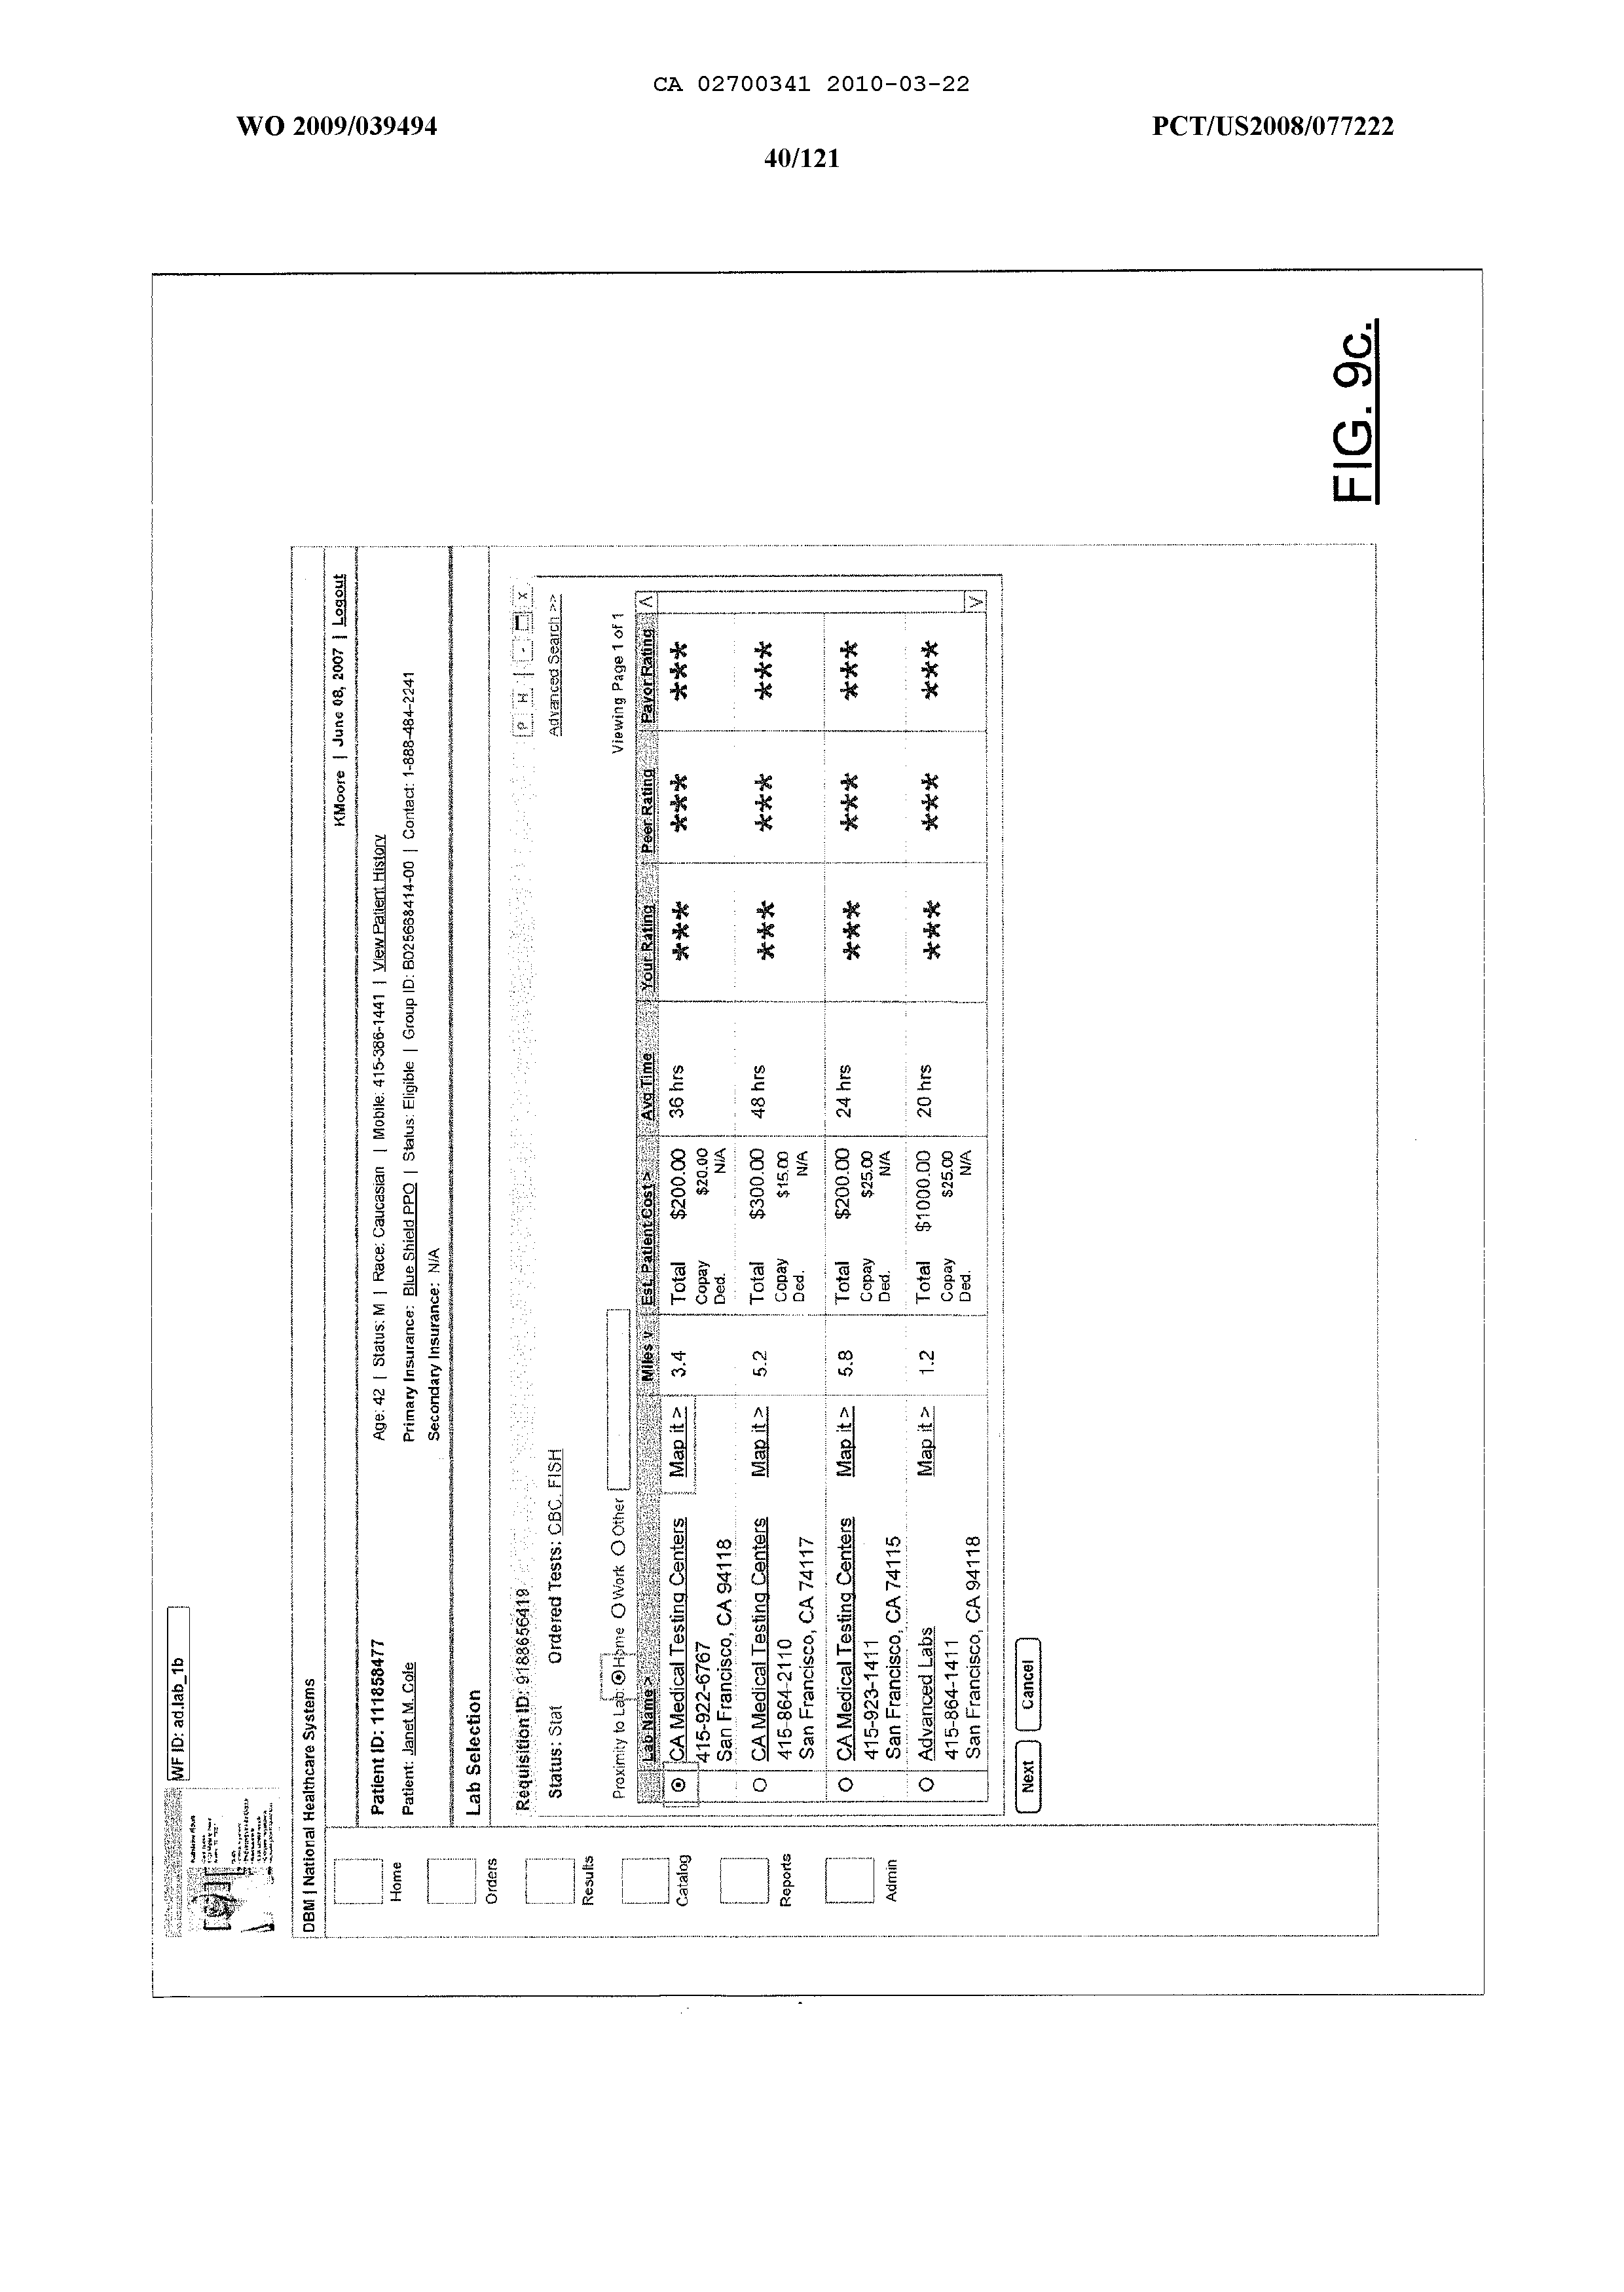 CA 02700341 2010-03-22
WO 2009/039494 PCT/US2008/077222
40/121
WF ID: ad.lab_1b
DBM | National Healthcare Systems
KMoore | June 08, 2007 | Logout
Patient ID: 111858477 Age: 42 | Status: M | Race: Caucasian | Mobile: 415-386-1441 | View Patient History
Patient: Janet M. Cole Primary Insurance: Blue Shield PPO | Status: Eligible | Group ID: B025668414-00 | Contact: 1-888-484-2241
Secondary Insurance: N/A
Lab Selection
Requisition ID: 9188656419 P H | - X
Status: Stat Ordered Tests: CBC, FISH Advanced Search >>
Proximity to Lab: Home Work Other Viewing Page 1 of 1
Lab Name > Miles v Est. Patient Cost > Avg Time Your Rating Peer Rating Payor Rating
CA Medical Testing Centers Map it > 3.4 Total $200.00 36 hrs *** *** ***
415-922-6767 Copay $20.00
San Francisco, CA 94118 Ded. N/A
CA Medical Testing Centers Map it > 5.2 Total $300.00 48 hrs *** *** ***
415-864-2110 Copay $15.00
San Francisco, CA 74117 Ded. N/A
CA Medical Testing Centers Map it > 5.8 Total $200.00 24 hrs *** *** ***
415-923-1411 Copay $25.00
San Francisco, CA 74115 Ded. N/A
Advanced Labs Map it > 1.2 Total $1000.00 20 hrs *** *** ***
415-864-1411 Copay $25.00
San Francisco, CA 94118 Ded. N/A
Next Cancel
Home
Orders
Results
Catalog
Reports
Admin
FIG. 9c.